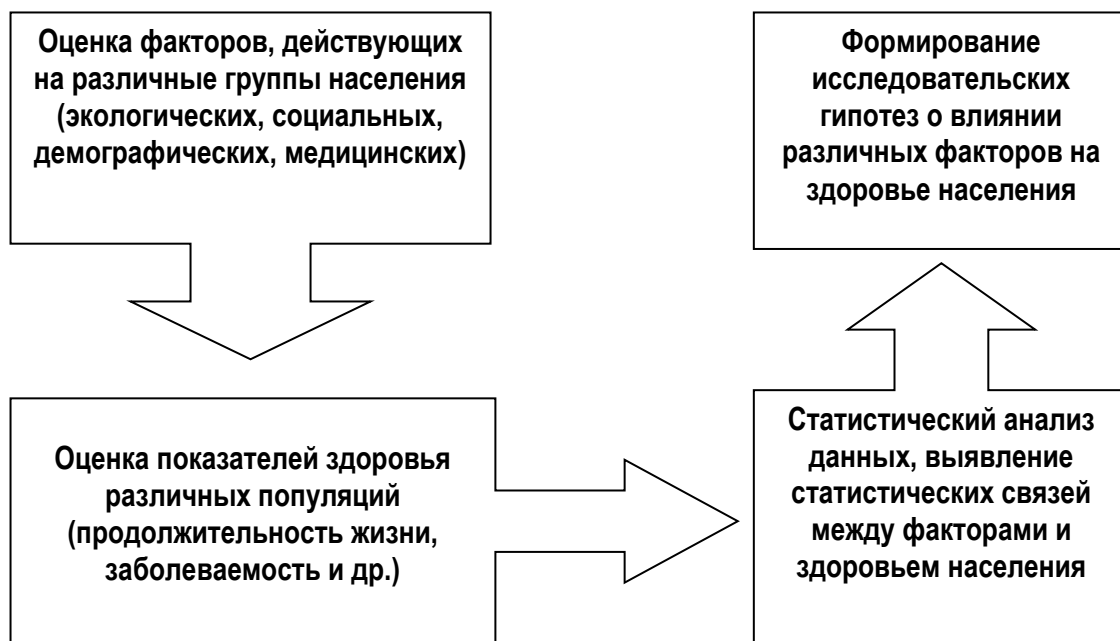 Оценка факторов, действующих
на различные группы населения
(экологических, социальных,
демографических, медицинских)
Оценка показателей здоровья
различных популяций
(продолжительность жизни,
заболеваемость и др.)
Статистический анализ
данных, выявление
статистических связей
между факторами и
здоровьем населения
Формирование
исследовательских
гипотез о влиянии
различных факторов на
здоровье населения